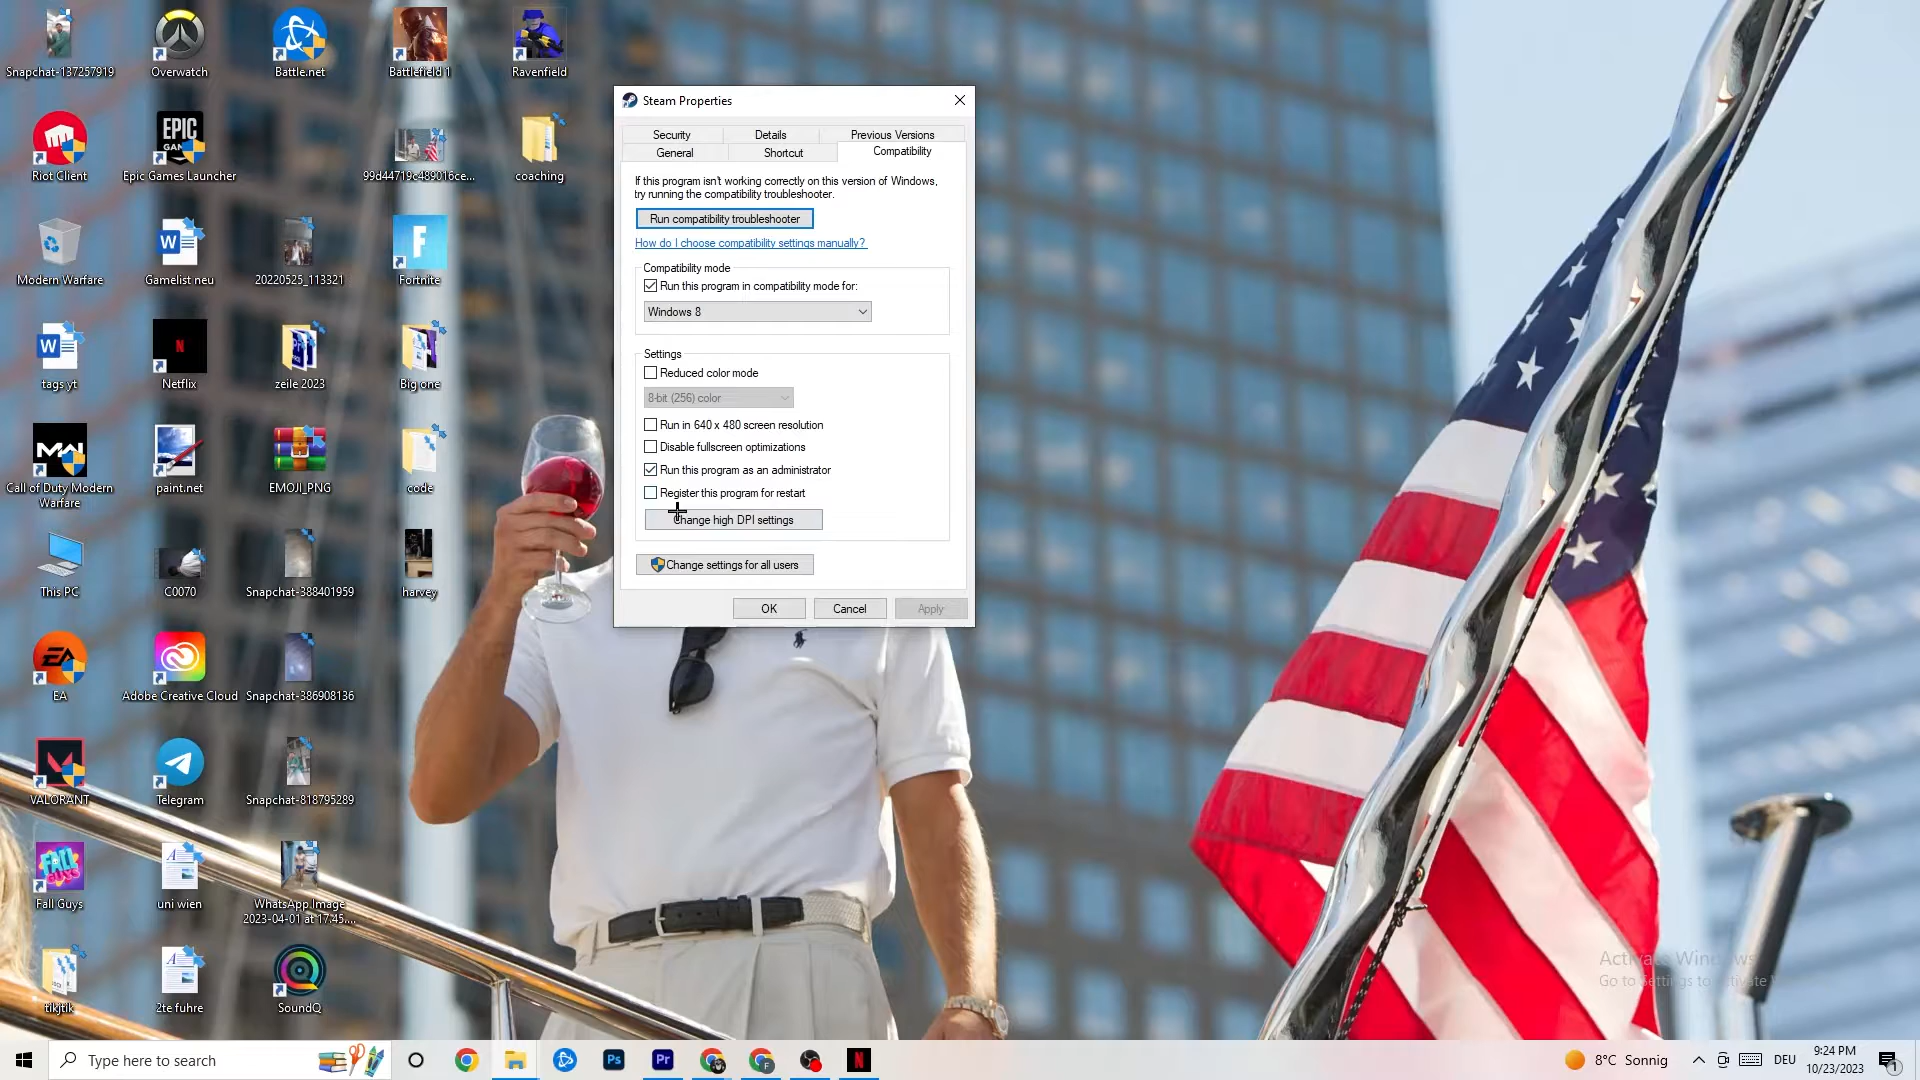 Snapchat-137257919
Overwatch
Battle.net
Battlefield 1
Ravenfield
Riot Client
EPIC
GAMES
Epic Games Launcher
99d44719c489016ce...
coaching
Modern Warfare
Gamelist neu
20220525_113321
Fortnite
tags yt
Netflix
zeile 2023
Big one
Call of Duty Modern
Warfare
paint.net
EMOJI_PNG
code
This PC
C0070
Snapchat-388401959
harvey
EA
Adobe Creative Cloud
Snapchat-386908136
VALORANT
Telegram
Snapchat-818795289
Fall Guys
uni wien
WhatsApp Image
2023-04-01 at 17.45....
tikjtik
2te fuhre
SoundQ
Steam Properties
Security
Details
Previous Versions
General
Shortcut
Compatibility
If this program isn't working correctly on this version of Windows,
try running the compatibility troubleshooter.
Run compatibility troubleshooter
How do I choose compatibility settings manually?
Compatibility mode
Run this program in compatibility mode for:
Windows 8
Settings
Reduced color mode
8-bit (256) color
Run in 640 x 480 screen resolution
Disable fullscreen optimizations
Run this program as an administrator
Register this program for restart
Change high DPI settings
Change settings for all users
OK
Cancel
Apply
Activate Windows
Go to Settings to activate
Type here to search
Ps
Pr
8°C Sonnig
DEU
9:24 PM
10/23/2023